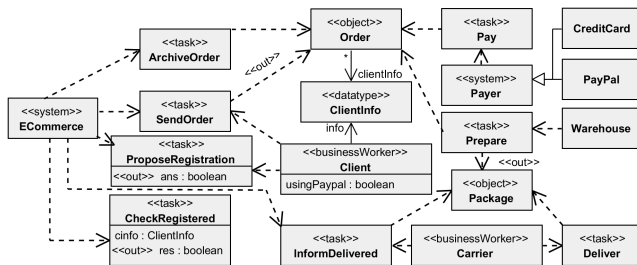 <<object>>
Order
<<task>>
Pay
CreditCard
<<task>>
ArchiveOrder
<<out>>
*
clientInfo
<<system>>
Payer
PayPal
<<system>>
ECommerce
<<task>>
SendOrder
<<datatype>>
ClientInfo
info
<<task>>
Prepare
Warehouse
<<task>>
ProposeRegistration
<<out>> ans : boolean
<<businessWorker>>
Client
usingPaypal : boolean
<<out>>
<<object>>
Package
<<task>>
CheckRegistered
cinfo : ClientInfo
<<out>> res : boolean
<<task>>
InformDelivered
<<businessWorker>>
Carrier
<<task>>
Deliver